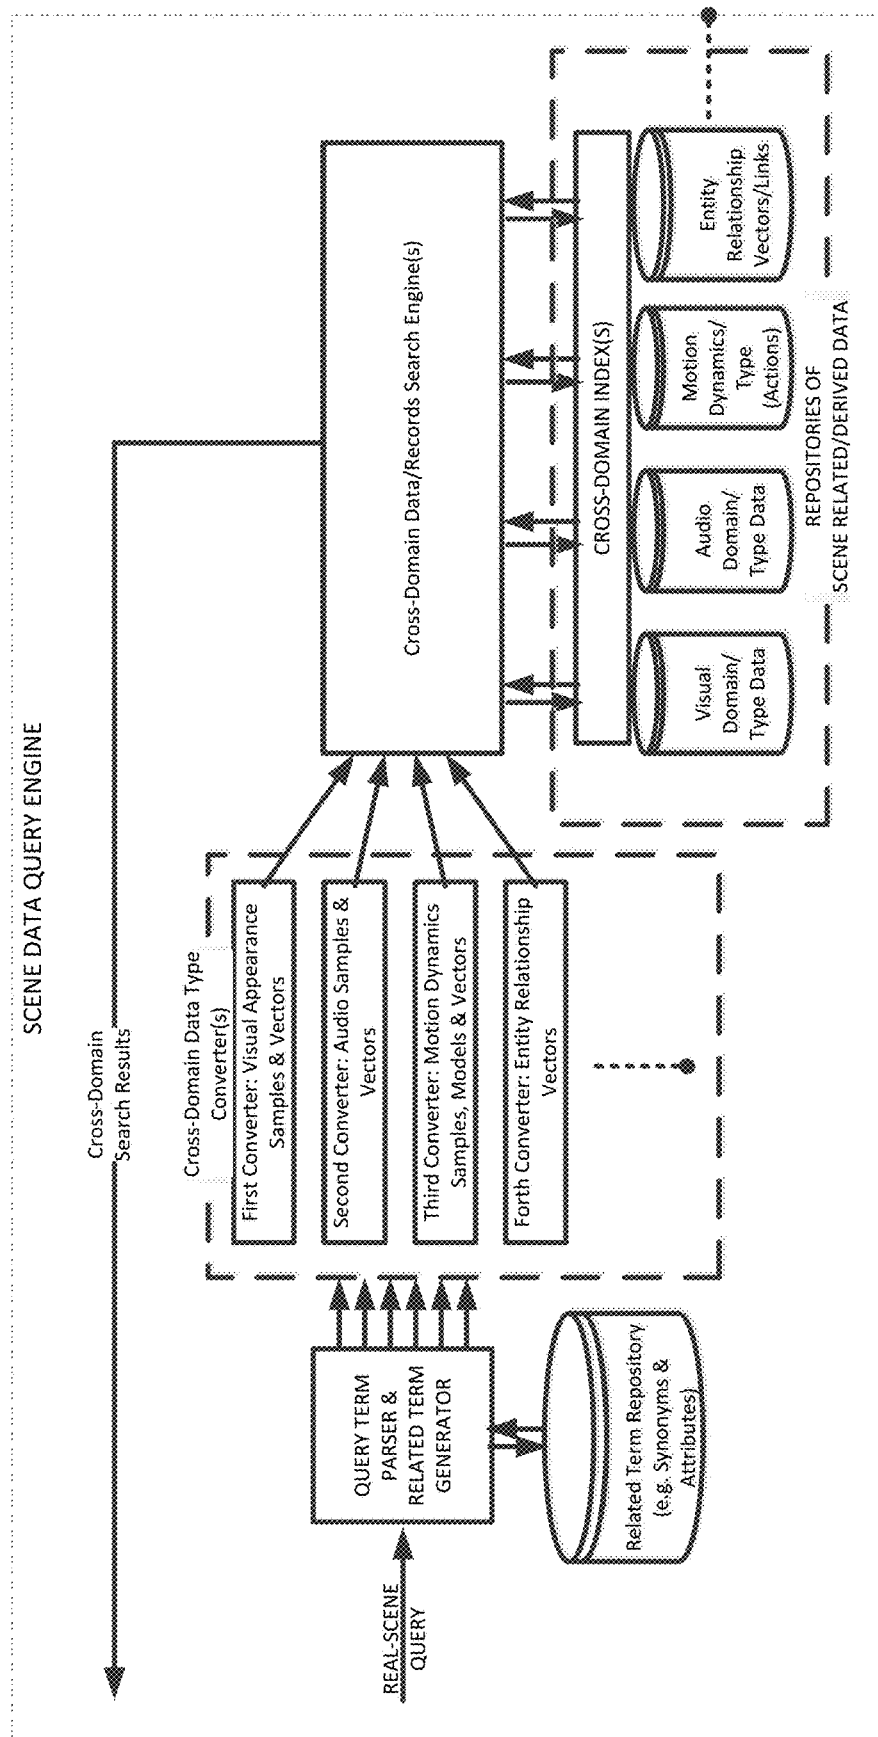 SCENE DATA QUERY ENGINE
Cross-Domain
Search Results
REAL-SCENE
QUERY
QUERY TERM
PARSER &
RELATED TERM
GENERATOR
Related Term Repository
(e.g. Synonyms &
Attributes)
Cross-Domain Data Type
Converter(s)
First Converter: Visual Appearance
Samples & Vectors
Second Converter: Audio Samples &
Vectors
Third Converter: Motion Dynamics
Samples, Models & Vectors
Forth Converter: Entity Relationship
Vectors
Cross-Domain Data/Records Search Engine(s)
CROSS-DOMAIN INDEX(S)
Visual
Domain/
Type Data
Audio
Domain/
Type Data
Motion
Dynamics/
Type
(Actions)
Entity
Relationship
Vectors/Links
REPOSITORIES OF
SCENE RELATED/DERIVED DATA